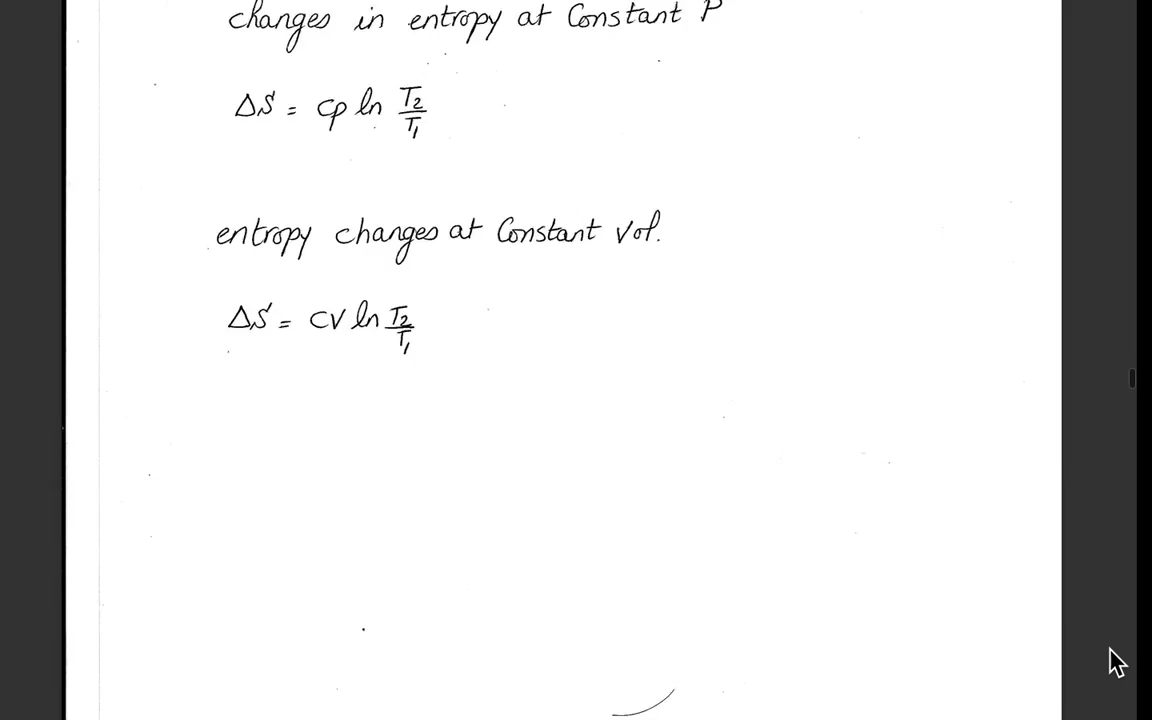 changes in entropy at Constant P
ΔS = Cp ln T2/T1
entropy changes at Constant Vol.
ΔS = CV ln T2/T1